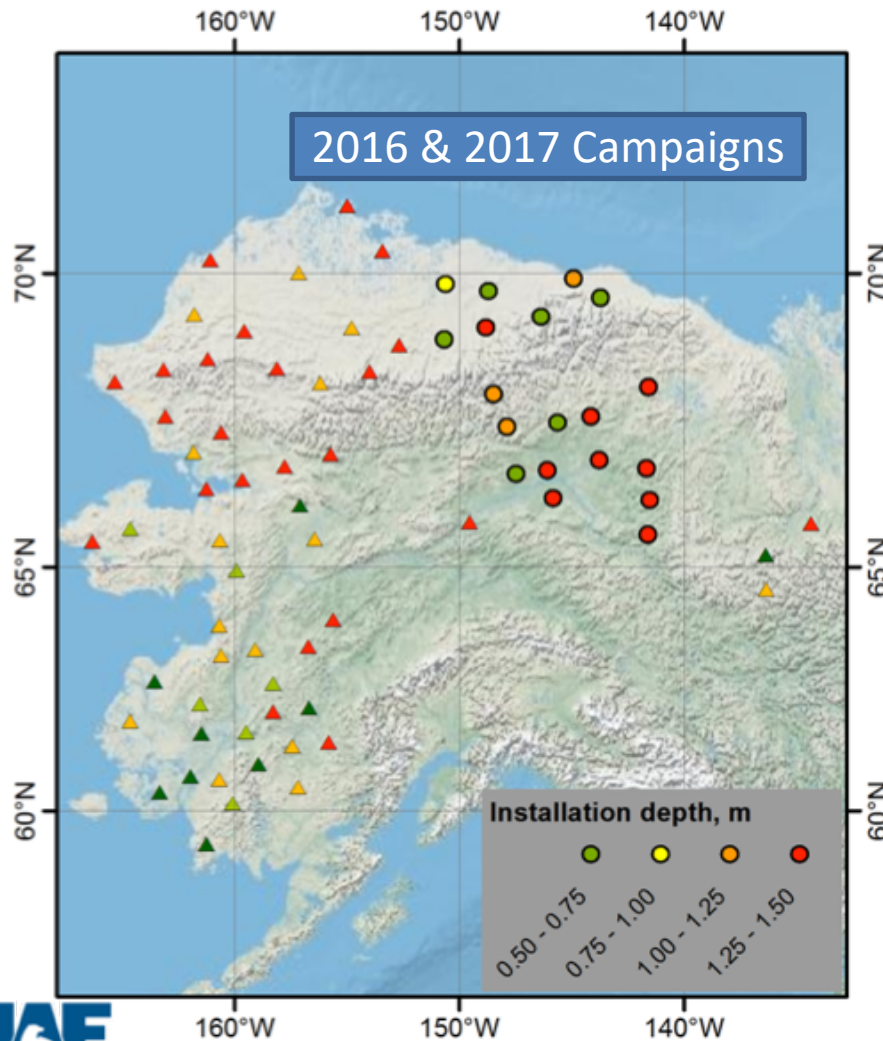 160°W 150°W 140°W
2016 & 2017 Campaigns
70°N 70°N
65°N 65°N
60°N 60°N
Installation depth, m
0.50 - 0.75
0.75 - 1.00
1.00 - 1.25
1.25 - 1.50
160°W 150°W 140°W